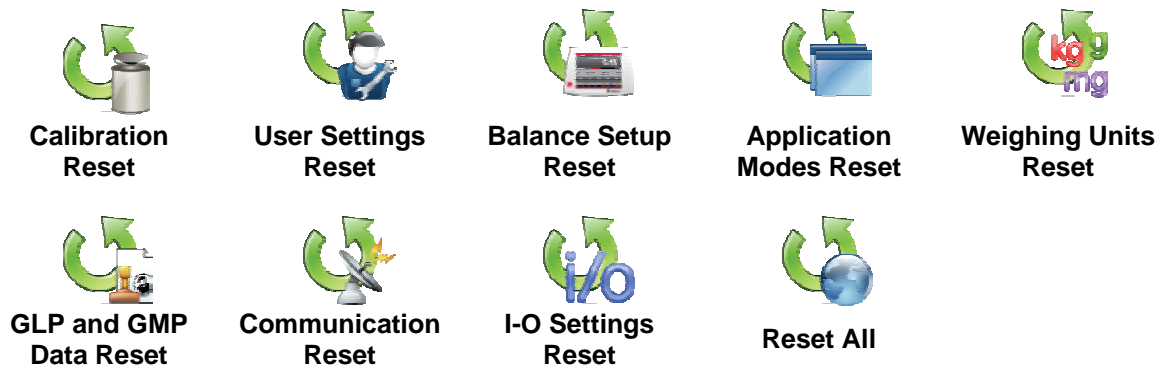 kg g
mg
Calibration
Reset
User Settings
Reset
Balance Setup
Reset
Application
Modes Reset
Weighing Units
Reset
i/o
GLP and GMP
Data Reset
Communication
Reset
I-O Settings
Reset
Reset All